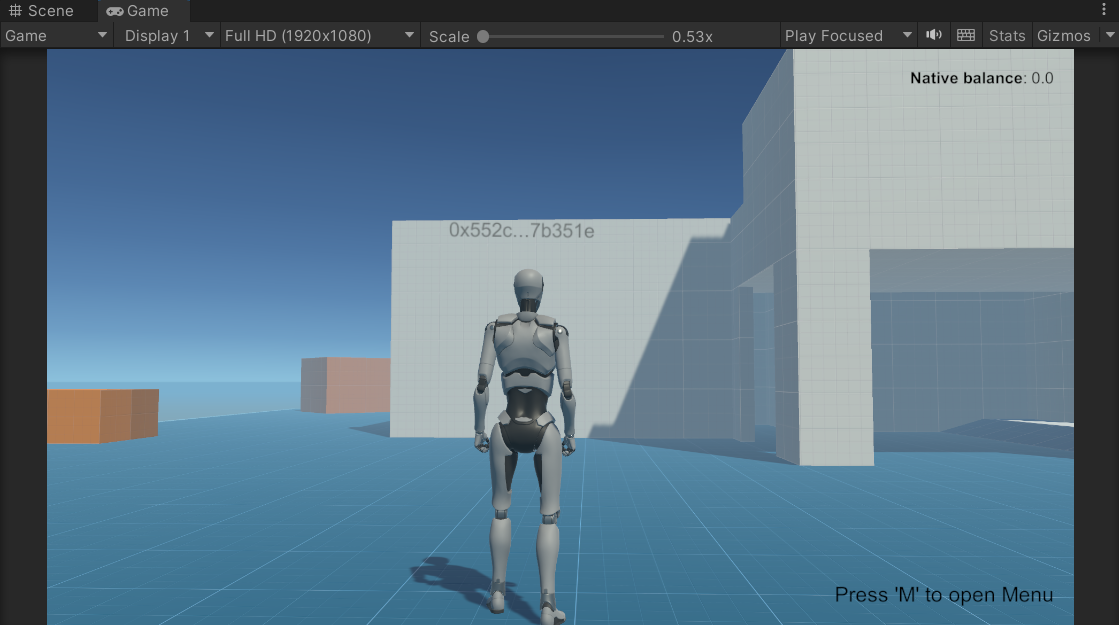 Scene Game
Game Display 1 Full HD (1920x1080) Scale 0.53x Play Focused Stats Gizmos
Native balance: 0.0
0x552c...7b351e
Press 'M' to open Menu